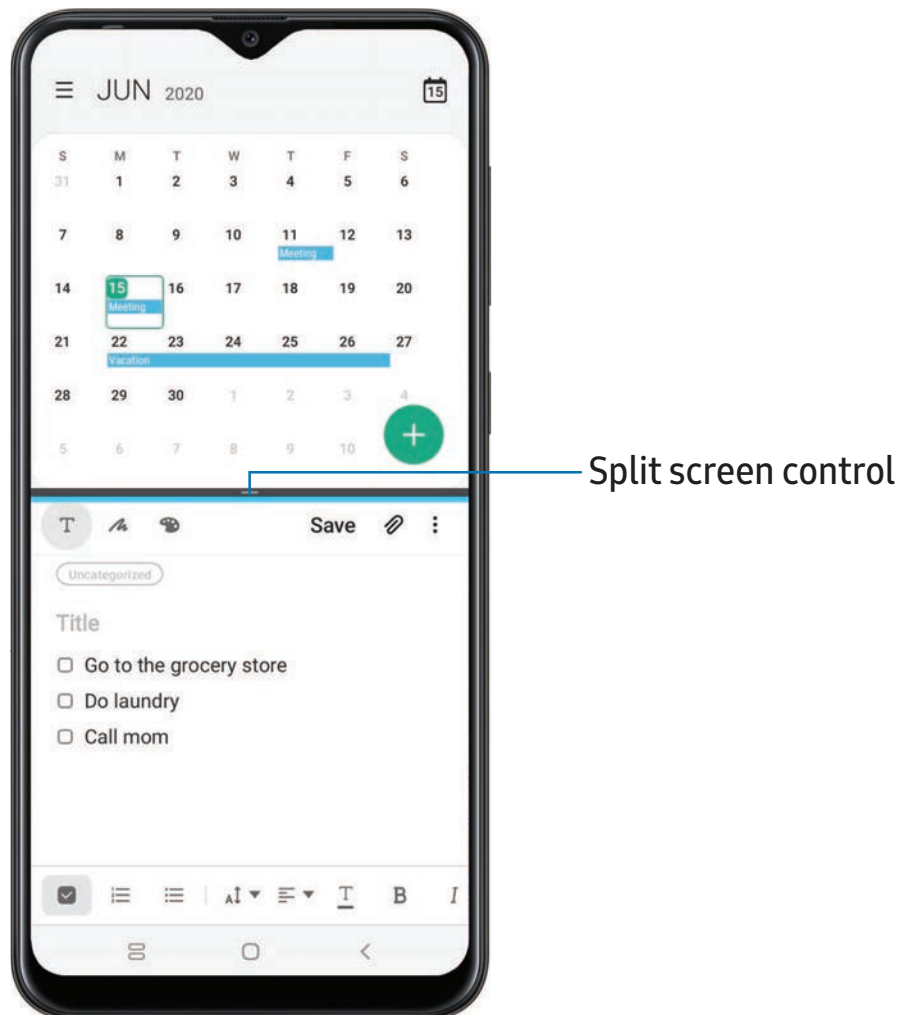 JUN 2020 15
S M T W T F S
31 1 2 3 4 5 6
7 8 9 10 11 12 13
Meeting
14 15 16 17 18 19 20
Meeting
21 22 23 24 25 26 27
Vacation
28 29 30 1 2 3 4
5 6 7 8 9 10
Split screen control
T Save
Uncategorized
Title
Go to the grocery store
Do laundry
Call mom
A T B I